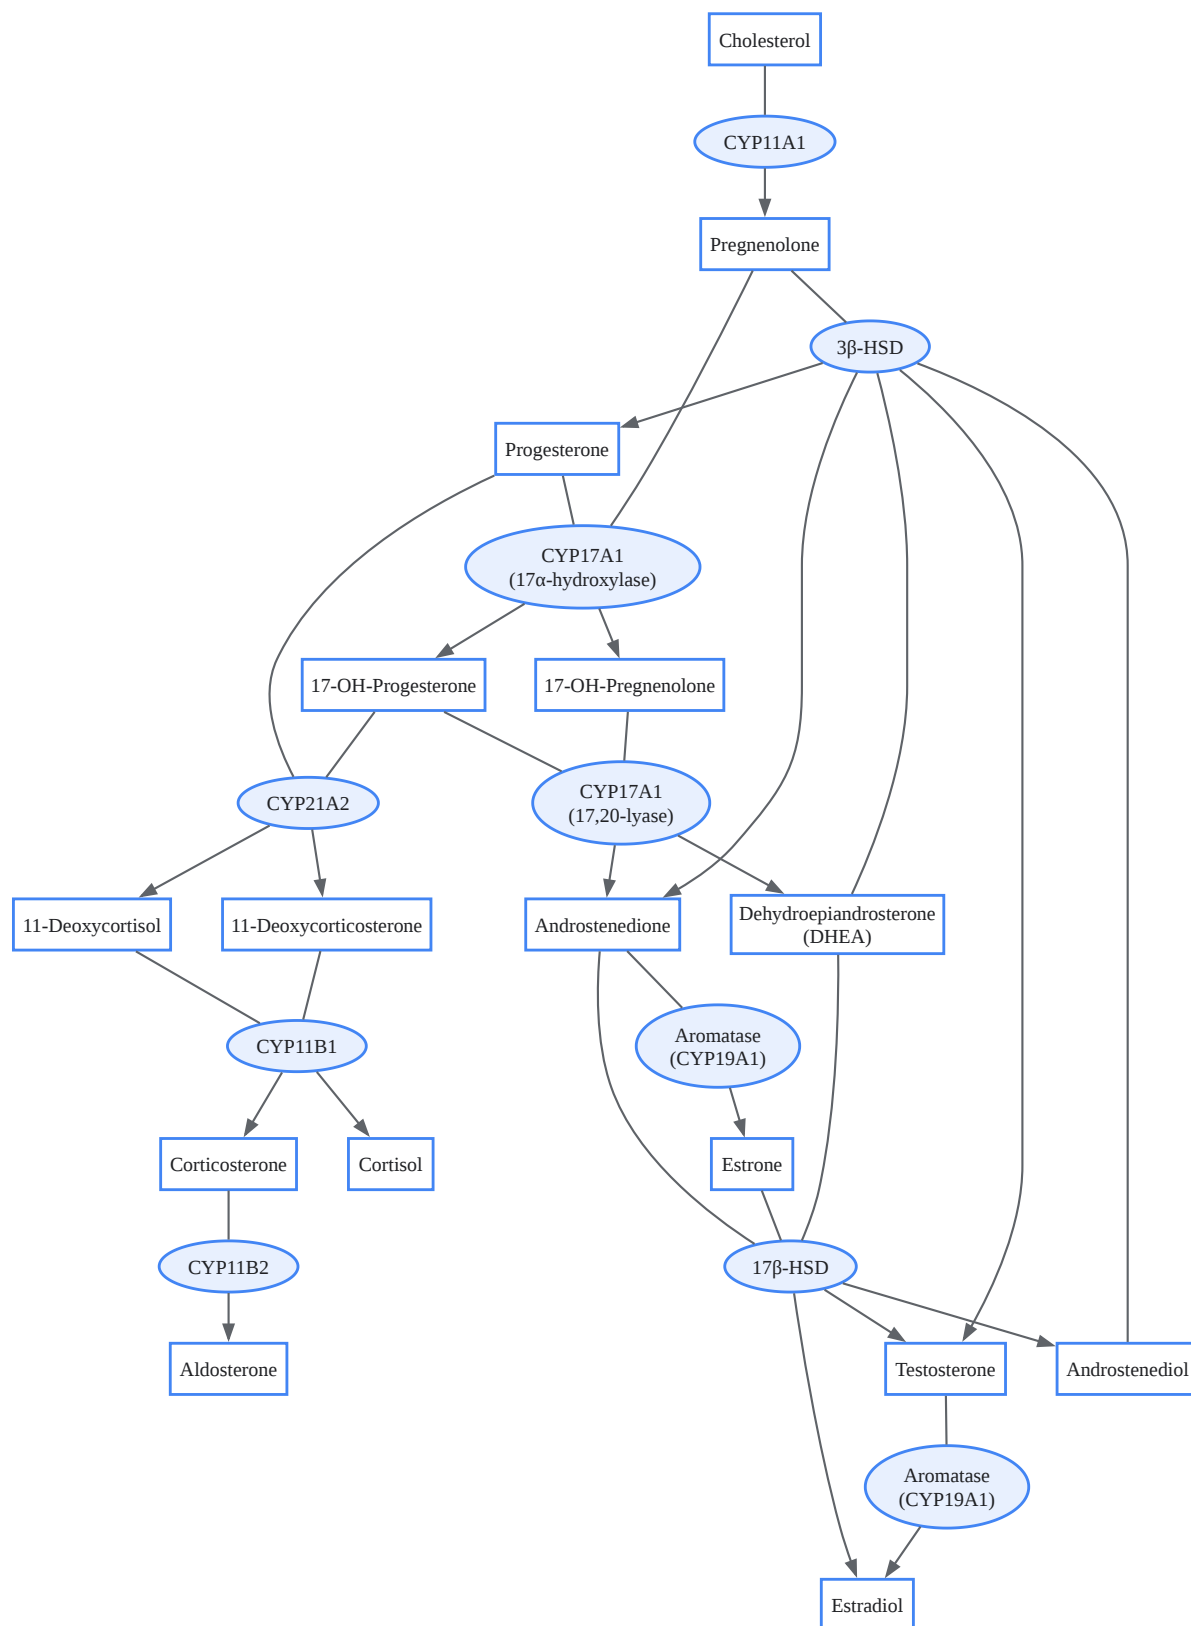 Cholesterol
CYP11A1
Pregnenolone
3β-HSD
Progesterone
CYP17A1
(17α-hydroxylase)
17-OH-Progesterone
17-OH-Pregnenolone
CYP21A2
CYP17A1
(17,20-lyase)
11-Deoxycortisol
11-Deoxycorticosterone
Androstenedione
Dehydroepiandrosterone
(DHEA)
CYP11B1
Aromatase
(CYP19A1)
Corticosterone
Cortisol
Estrone
CYP11B2
17β-HSD
Aldosterone
Testosterone
Androstenediol
Aromatase
(CYP19A1)
Estradiol